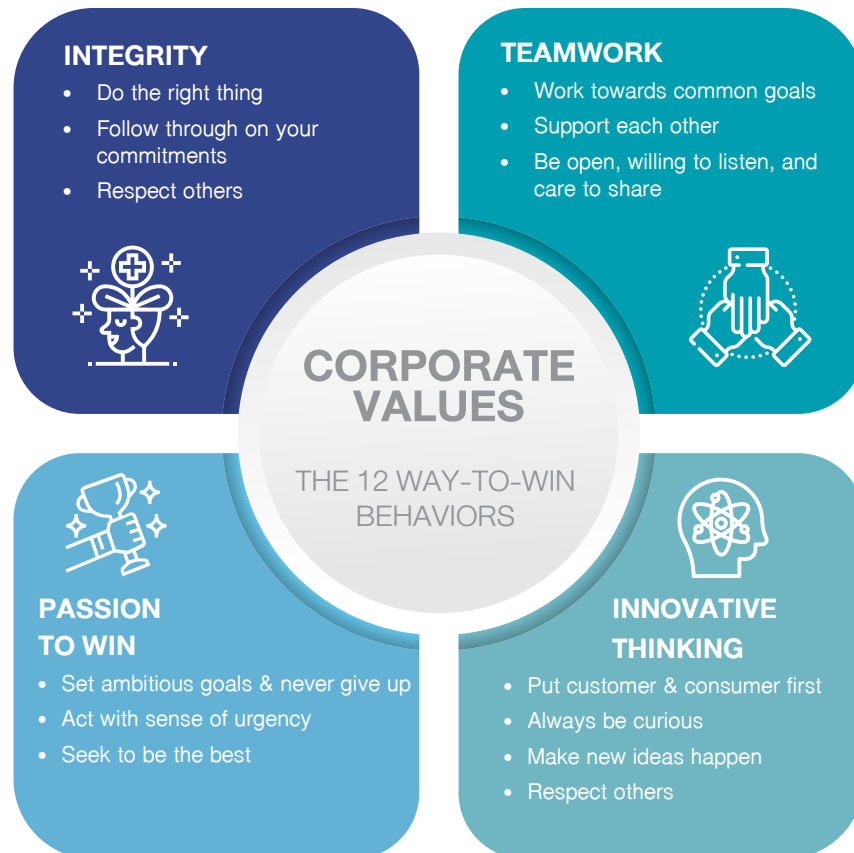 INTEGRITY
• Do the right thing
• Follow through on your
commitments
• Respect others
TEAMWORK
• Work towards common goals
• Support each other
• Be open, willing to listen, and
care to share
CORPORATE
VALUES
THE 12 WAY-TO-WIN
BEHAVIORS
PASSION
TO WIN
• Set ambitious goals & never give up
• Act with sense of urgency
• Seek to be the best
INNOVATIVE
THINKING
• Put customer & consumer first
• Always be curious
• Make new ideas happen
• Respect others